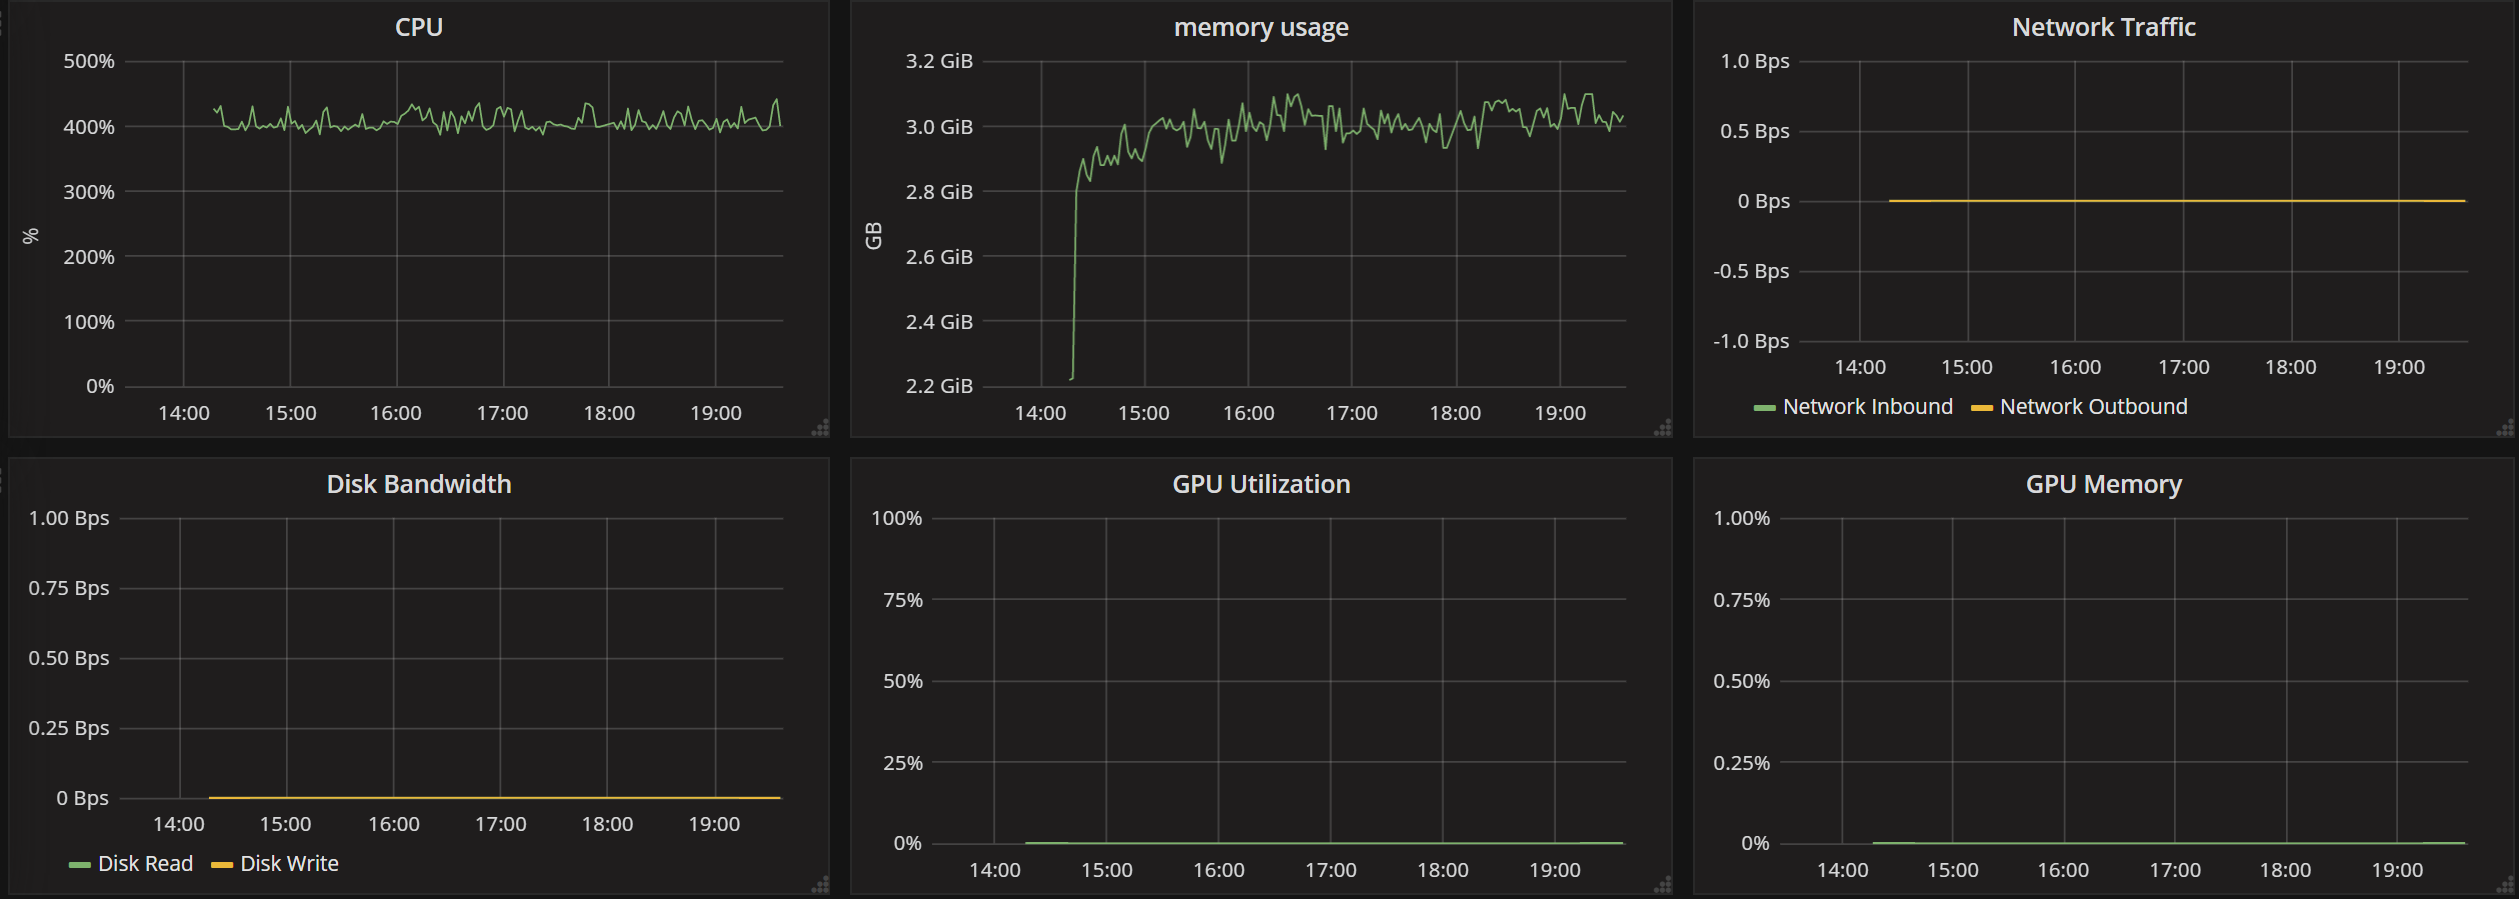 CPU
500%
400%
300%
200%
100%
0%
%
14:00 15:00 16:00 17:00 18:00 19:00
memory usage
3.2 GiB
3.0 GiB
2.8 GiB
2.6 GiB
2.4 GiB
2.2 GiB
GB
14:00 15:00 16:00 17:00 18:00 19:00
Network Traffic
1.0 Bps
0.5 Bps
0 Bps
-0.5 Bps
-1.0 Bps
14:00 15:00 16:00 17:00 18:00 19:00
Network Inbound Network Outbound
Disk Bandwidth
1.00 Bps
0.75 Bps
0.50 Bps
0.25 Bps
0 Bps
14:00 15:00 16:00 17:00 18:00 19:00
Disk Read Disk Write
GPU Utilization
100%
75%
50%
25%
0%
14:00 15:00 16:00 17:00 18:00 19:00
GPU Memory
1.00%
0.75%
0.50%
0.25%
0%
14:00 15:00 16:00 17:00 18:00 19:00